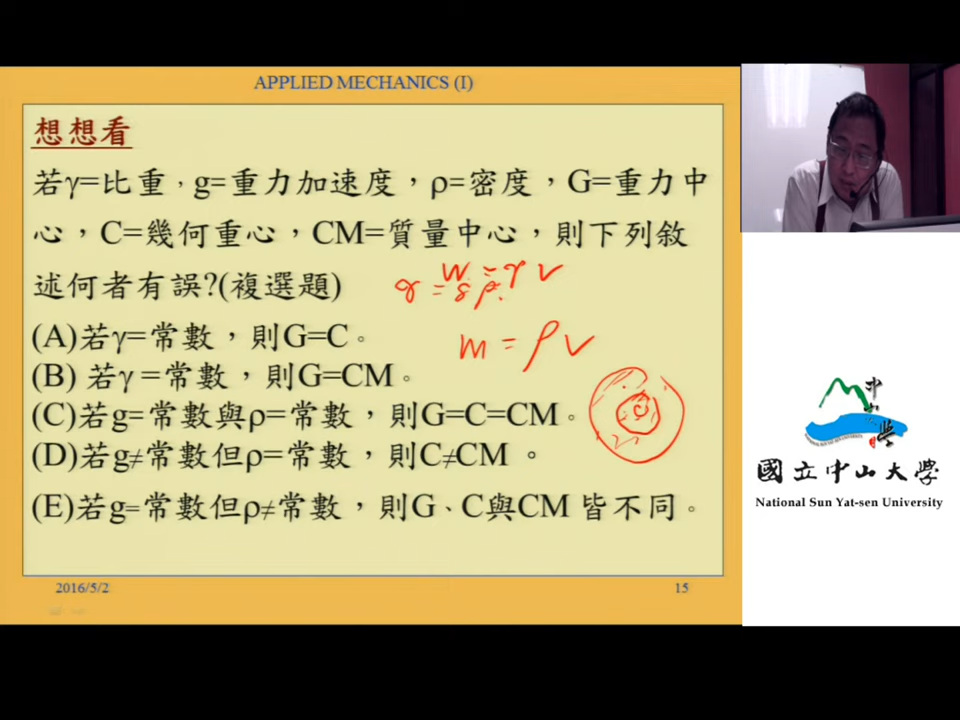 APPLIED MECHANICS (I)
想想看
若γ=比重，g=重力加速度，ρ=密度，G=重力中
心，C=幾何重心，CM=質量中心，則下列敘
述何者有誤?(複選題)
W = γ V
γ = g ρ
m = ρ V
(A)若γ=常數，則G=C。
(B) 若γ =常數，則G=CM。
(C)若g=常數與ρ=常數，則G=C=CM。
(D)若g≠常數但ρ=常數，則C≠CM。
(E)若g=常數但ρ≠常數，則G、C與CM 皆不同。
2016/5/2
15
中山大學
國立中山大學
National Sun Yat-sen University